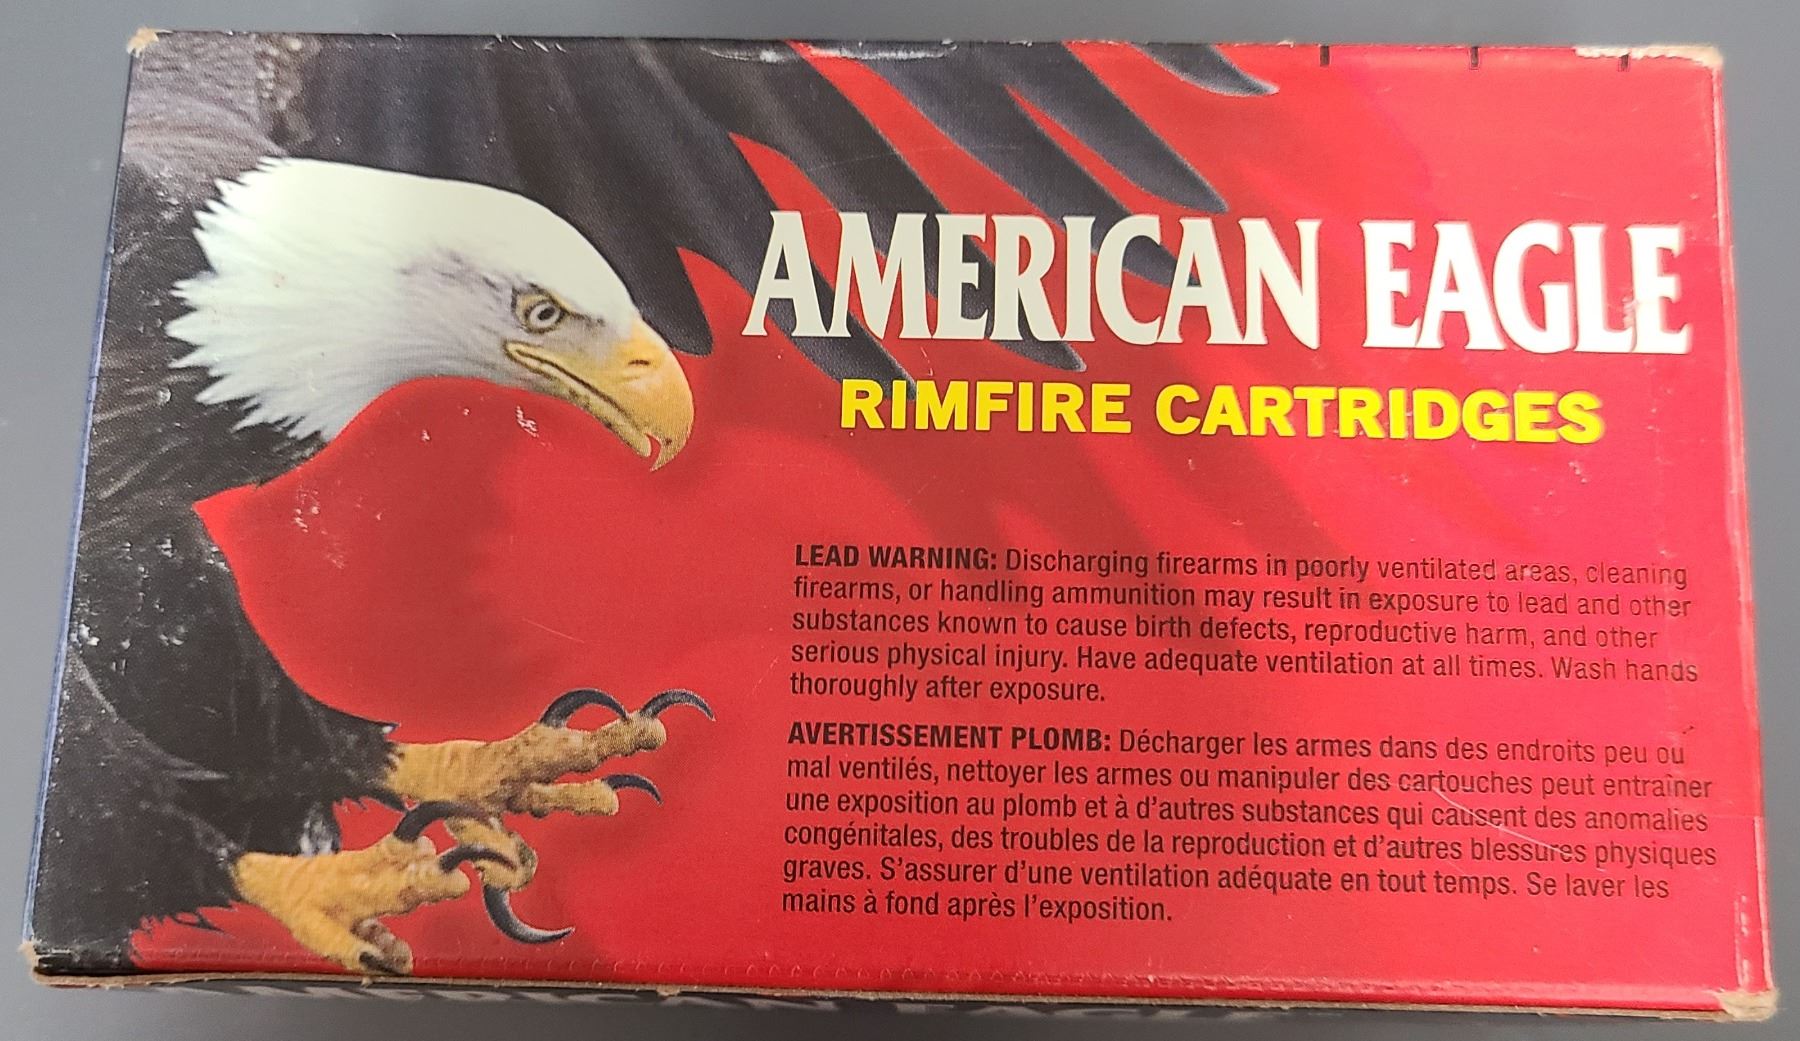 AMERICAN EAGLE
RIMFIRE CARTRIDGES
LEAD WARNING: Discharging firearms in poorly ventilated areas, cleaning
firearms, or handling ammunition may result in exposure to lead and other
substances known to cause birth defects, reproductive harm, and other
serious physical injury. Have adequate ventilation at all times. Wash hands
thoroughly after exposure.
AVERTISSEMENT PLOMB: Décharger les armes dans des endroits peu ou
mal ventilés, nettoyer les armes ou manipuler des cartouches peut entraîner
une exposition au plomb et à d'autres substances qui causent des anomalies
congénitales, des troubles de la reproduction et d'autres blessures physiques
graves. S'assurer d'une ventilation adéquate en tout temps. Se laver les
mains à fond après l'exposition.